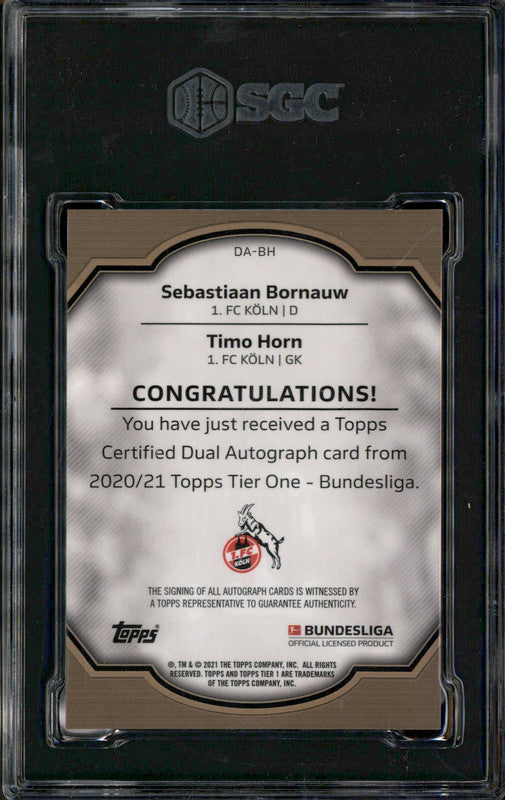 SGC
DA-BH
Sebastiaan Bornauw
1. FC KÖLN | D
Timo Horn
1. FC KÖLN | GK
CONGRATULATIONS!
You have just received a Topps
Certified Dual Autograph card from
2020/21 Topps Tier One - Bundesliga.
1.FC
KÖLN
THE SIGNING OF ALL AUTOGRAPH CARDS IS WITNESSED BY
A TOPPS REPRESENTATIVE TO GUARANTEE AUTHENTICITY.
topps
BUNDESLIGA
OFFICIAL LICENSED PRODUCT
®, TM & © 2021 THE TOPPS COMPANY, INC. ALL RIGHTS
RESERVED. TOPPS AND TOPPS TIER 1 ARE TRADEMARKS
OF THE TOPPS COMPANY, INC.